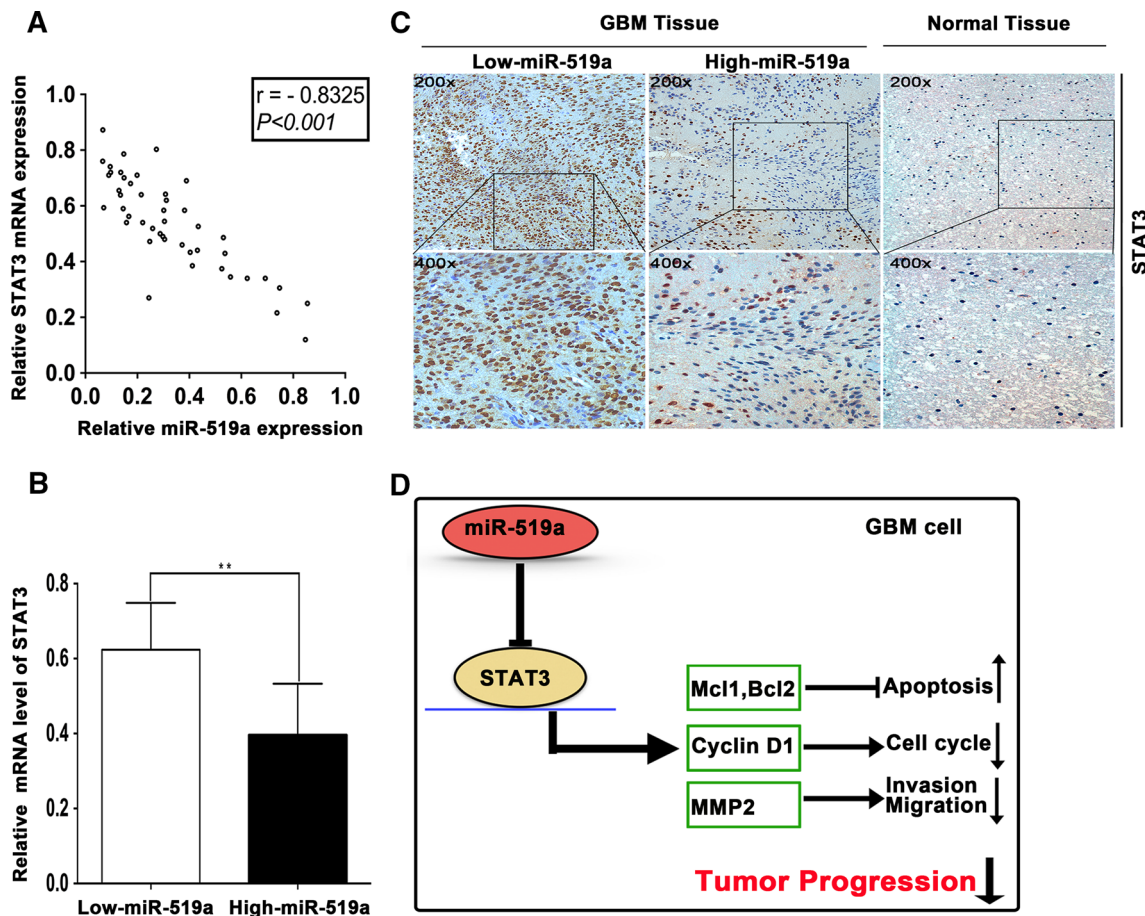 A
r = - 0.8325
P<0.001
Relative STAT3 mRNA expression
1.0
0.8
0.6
0.4
0.2
0.0
0.0 0.2 0.4 0.6 0.8 1.0
Relative miR-519a expression
B
**
Relative mRNA level of STAT3
0.8
0.6
0.4
0.2
0.0
Low-miR-519a High-miR-519a
C
GBM Tissue Normal Tissue
Low-miR-519a High-miR-519a
200x 200x 200x
400x 400x 400x
STAT3
D
GBM cell
miR-519a
STAT3
Mcl1,Bcl2 Apoptosis
Cyclin D1 Cell cycle
MMP2 Invasion
Migration
Tumor Progression